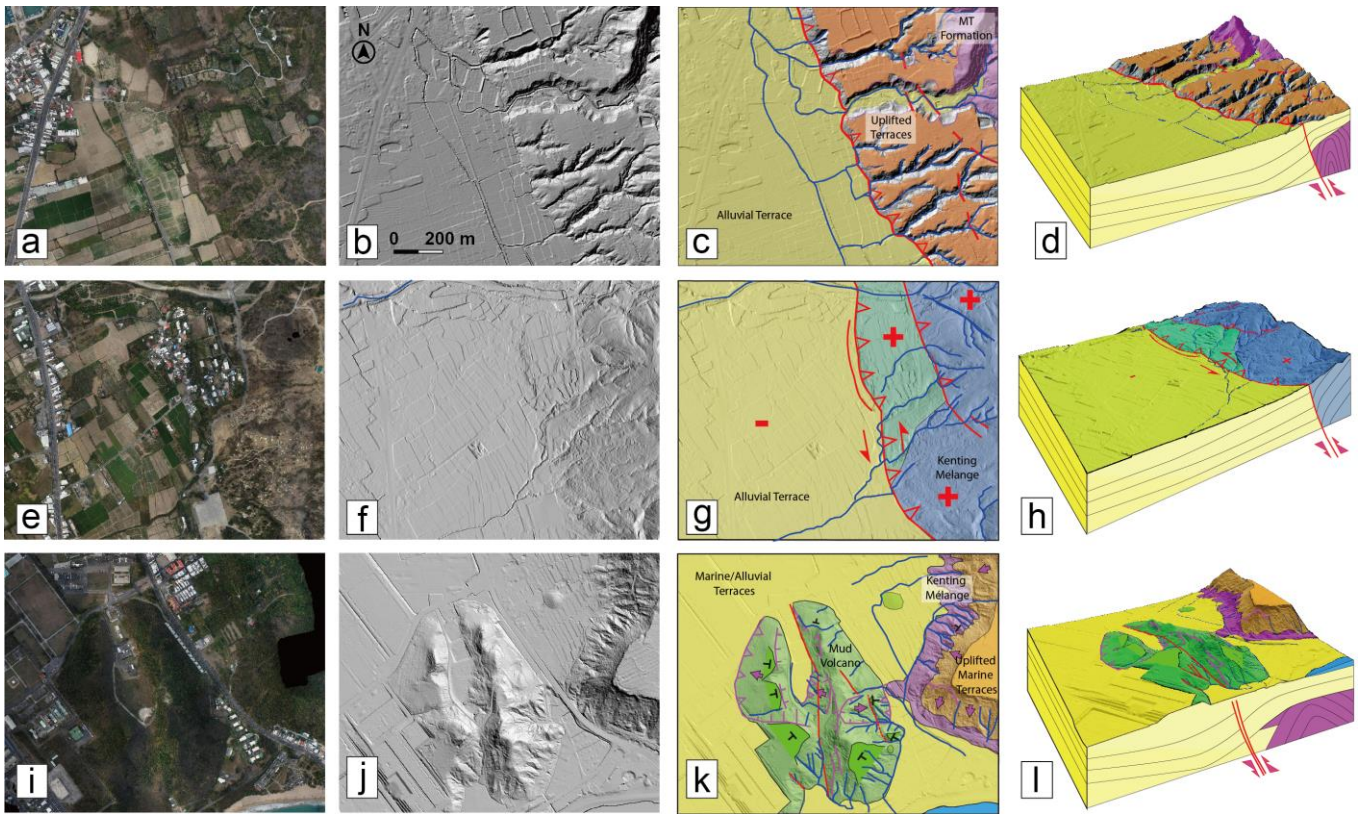 a
N
0 200 m
b
MT
Formation
Uplifted
Terraces
Alluvial Terrace
c
d
e
f
+
+
-
Kenting
Melange
+
Alluvial Terrace
g
+
-
h
i
j
Marine/Alluvial
Terraces
Kenting
Mélange
Mud
Volcano
Uplifted
Marine
Terraces
k
l